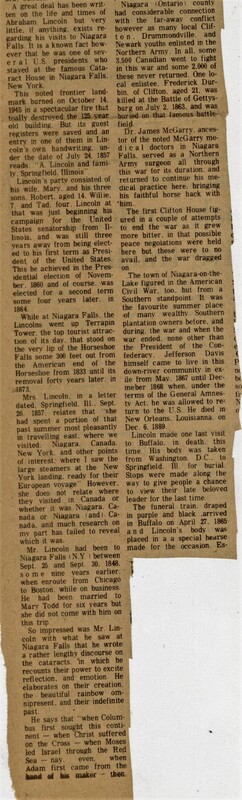 A great deal has been writ-
ten on the life and times of
Abraham Lincoln but very
little, if anything, exists re-
garding his visits to Niagara
Falls. It is a known fact how-
ever that he was one of sev-
eral U.S. presidents who
stayed at the famous Cata-
ract House in Niagara Falls,
New York.
This noted frontier land-
mark burned on October 14,
1945 in a spectacular fire that
totally destroyed the 125-year
old building. But its guest
registers were saved and an
entry in one of them in Lin-
coln's own handwriting, un-
der the date of July 24, 1857
reads: "A. Lincoln and fami-
ly, Springfield, Illinois"
Lincoln's party consisted of
his wife, Mary, and his three
sons, Robert, aged 14, Willie,
7 and Tad, four. Lincoln at
that was just beginning his
campaign for the United
States senatorship from Il-
linois, and was still three
years away from being elect-
ed to his first term as Presi-
dent of the United States.
This he achieved in the Pres-
idential election of Novem-
ber, 1860 and of course, was
elected for a second term
some four years later, in
1864.
While at Niagara Falls, the
Lincolns went up Terrapin
Tower, the top tourist attrac-
tion of its day, that stood on
the very lip of the Horseshoe
Falls some 300 feet out from
the American end of the
Horseshoe from 1833 until its
removal forty years later, in
1873.
Mrs. Lincoln, in a letter
dated, Springfield, Ill., Sept.
20, 1857, relates that "she
had spent a portion of that
past summer most pleasantly
in travelling east, where we
visited Niagara, Canada,
New York, and other points
of interest, where I saw the
large steamers at the New
York landing, ready for their
European voyage". However,
she does not relate where
they visited in Canada or
whether it was Niagara, Can-
ada or Niagara (and) Ca-
nada, and much research on
my part has failed to reveal
which it was.
Mr. Lincoln had been to
Niagara Falls (N.Y.) between
Sept. 25 and Sept. 30, 1848,
some nine years earlier,
when enroute from Chicago
to Boston, while on business.
He had been married to
Mary Todd for six years but
she did not come with him on
this trip.
So impressed was Mr. Lin-
coln with what he saw at
Niagara Falls that he wrote
a rather lengthy discourse on
the cataracts, in which he
recounts their power to excite
reflection, and emotion. He
elaborates on their creation,
the beautiful rainbow om-
nipresent, and their indefinite
past.
He says that "when Colum-
bus first sought this conti-
nent — when Christ suffered
on the Cross — when Moses
led Israel through the Red
Sea — nay, even, when
Adam first came from the
hand of his maker — then,
Niagara (Ontario) county
had considerable connection
with the far-away conflict
however as many local Clif-
ton, Drummondville, and
Newark youths enlisted in the
Northern Army. In all, some
3,500 Canadian went to fight
in this war and some 2,000 of
these never returned. One lo-
cal enlistee, Frederick Dur-
bin, of Clifton, aged 21, was
killed at the Battle of Gettys-
burg on July 2, 1863, and was
buried on that famous battle-
field.
Dr. James McGarry, ances-
tor of the noted McGarry me-
dical doctors in Niagara
Falls, served as a Northern
Army surgeon all through
this war for its duration, and
returned to continue his me-
dical practice here, bringing
his faithful horse back with
him.
The first Clifton House fig-
ured in a couple of attempts
to end the war as it grew
more bitter, in that possible
peace negotiations were held
here but these were to no
avail, and the war dragged
on.
The town of Niagara-on-the-
Lake figured in the American
Civil War, too, but from a
Southern standpoint. It was
the favourite summer place
of many wealthy Southern
plantation owners before, and
during, the war and when the
war ended, none other than
the President of the Con-
federacy, Jefferson Davis
himself came to live in this
down-river community in ex-
ile from May, 1867 until De-
cember 1868 when, under the
terms of the General Amnes-
ty Act, he was allowed to re-
turn to the U.S. He died in
New Orleans, Louisiana, on
Dec. 6, 1889.
Lincoln made one last visit
to Buffalo, in death, this
time. His body was taken
from Washington, D.C., to
Springfield, Ill., for burial.
Stops were made along the
way to give people a chance
to view their late beloved
leader for the last time.
The funeral train, draped
in purple and black, arrived
in Buffalo on April 27, 1865
and Lincoln's body was
placed in a a special hearse
made for the occasion. Es-